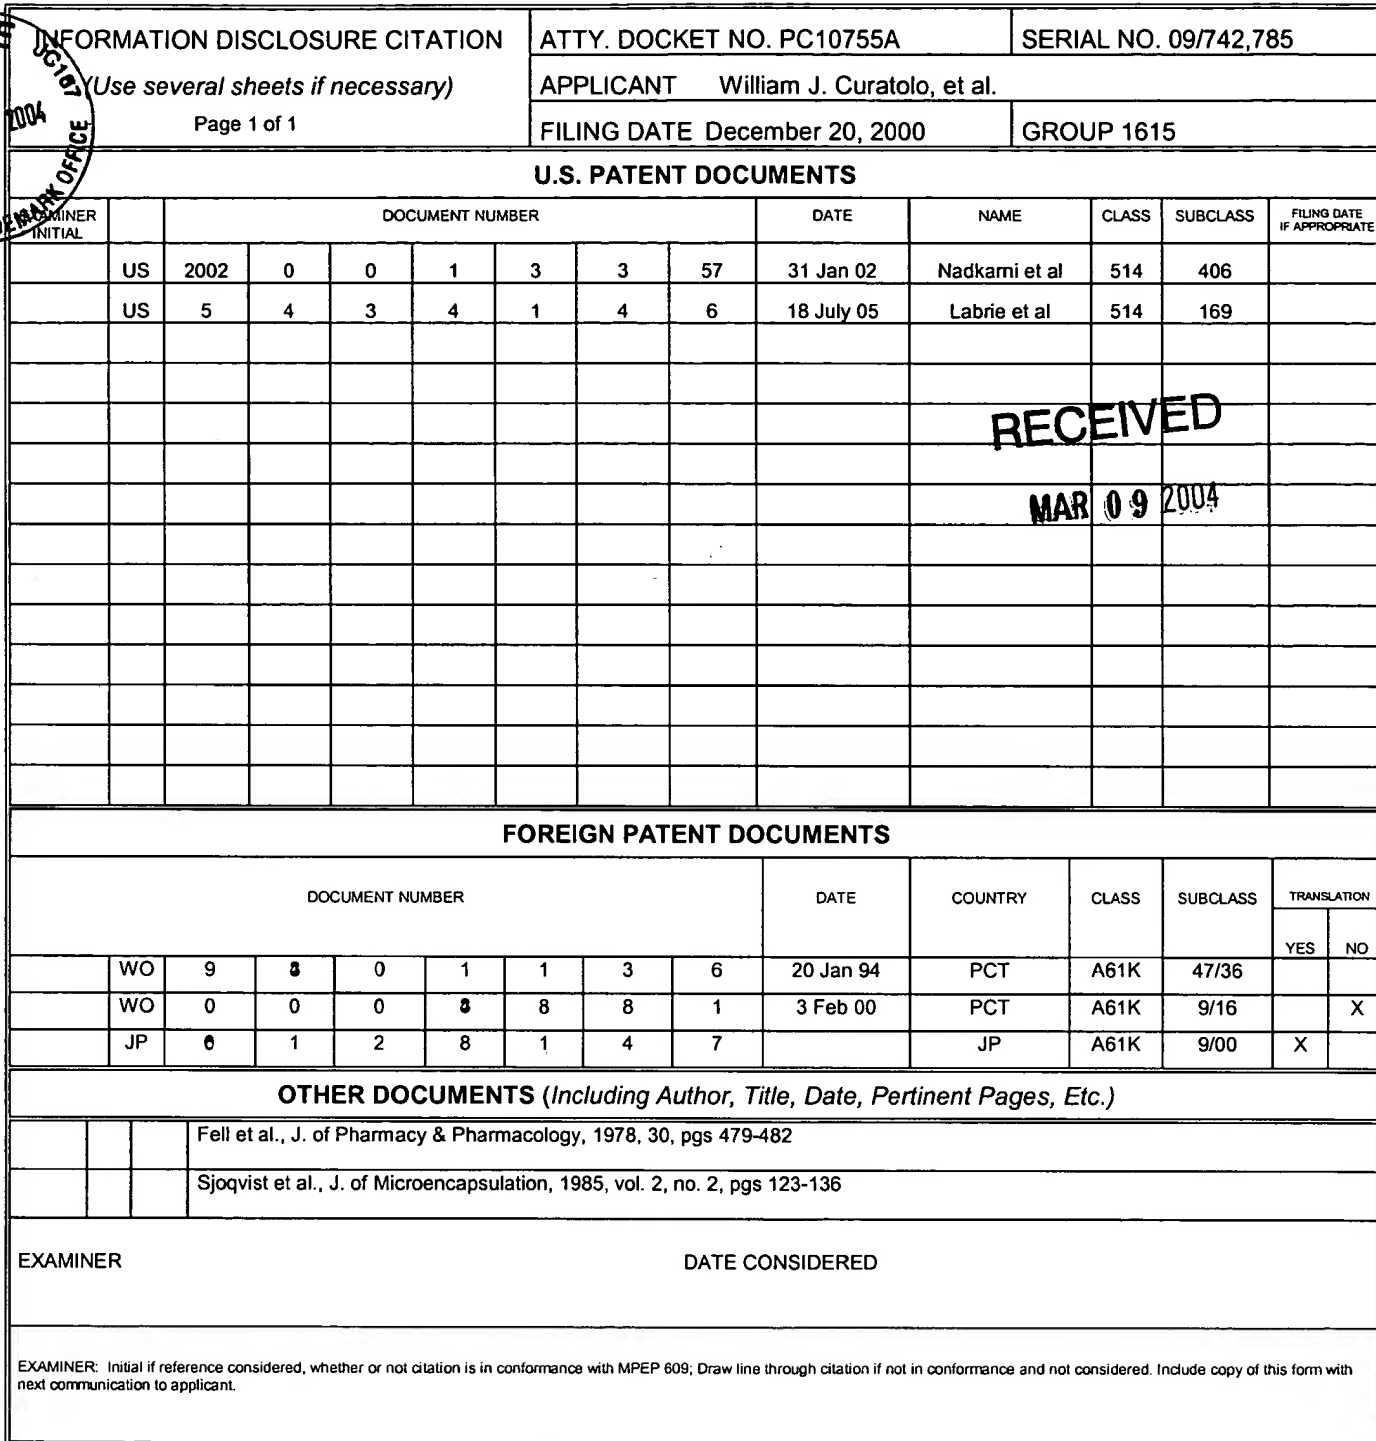 INFORMATION DISCLOSURE CITATION
(Use several sheets if necessary)
Page 1 of 1
ATTY. DOCKET NO. PC10755A
SERIAL NO. 09/742,785
APPLICANT William J. Curatolo, et al.
FILING DATE December 20, 2000
GROUP 1615
2004
JC167
OFFICE
U.S. PATENT DOCUMENTS
EXAMINER INITIAL DOCUMENT NUMBER DATE NAME CLASS SUBCLASS FILING DATE IF APPROPRIATE
US 2002 0 0 1 3 3 57 31 Jan 02 Nadkarni et al 514 406
US 5 4 3 4 1 4 6 18 July 05 Labrie et al 514 169
RECEIVED
MAR 09 2004
FOREIGN PATENT DOCUMENTS
DOCUMENT NUMBER DATE COUNTRY CLASS SUBCLASS TRANSLATION
YES NO
WO 9 0 1 1 3 6 20 Jan 94 PCT A61K 47/36
WO 0 0 0 8 8 1 3 Feb 00 PCT A61K 9/16 X
JP 1 2 8 1 4 7 JP A61K 9/00 X
OTHER DOCUMENTS (Including Author, Title, Date, Pertinent Pages, Etc.)
Fell et al., J. of Pharmacy & Pharmacology, 1978, 30, pgs 479-482
Sjoqvist et al., J. of Microencapsulation, 1985, vol. 2, no. 2, pgs 123-136
EXAMINER
DATE CONSIDERED
EXAMINER: Initial if reference considered, whether or not citation is in conformance with MPEP 609; Draw line through citation if not in conformance and not considered. Include copy of this form with
next communication to applicant.